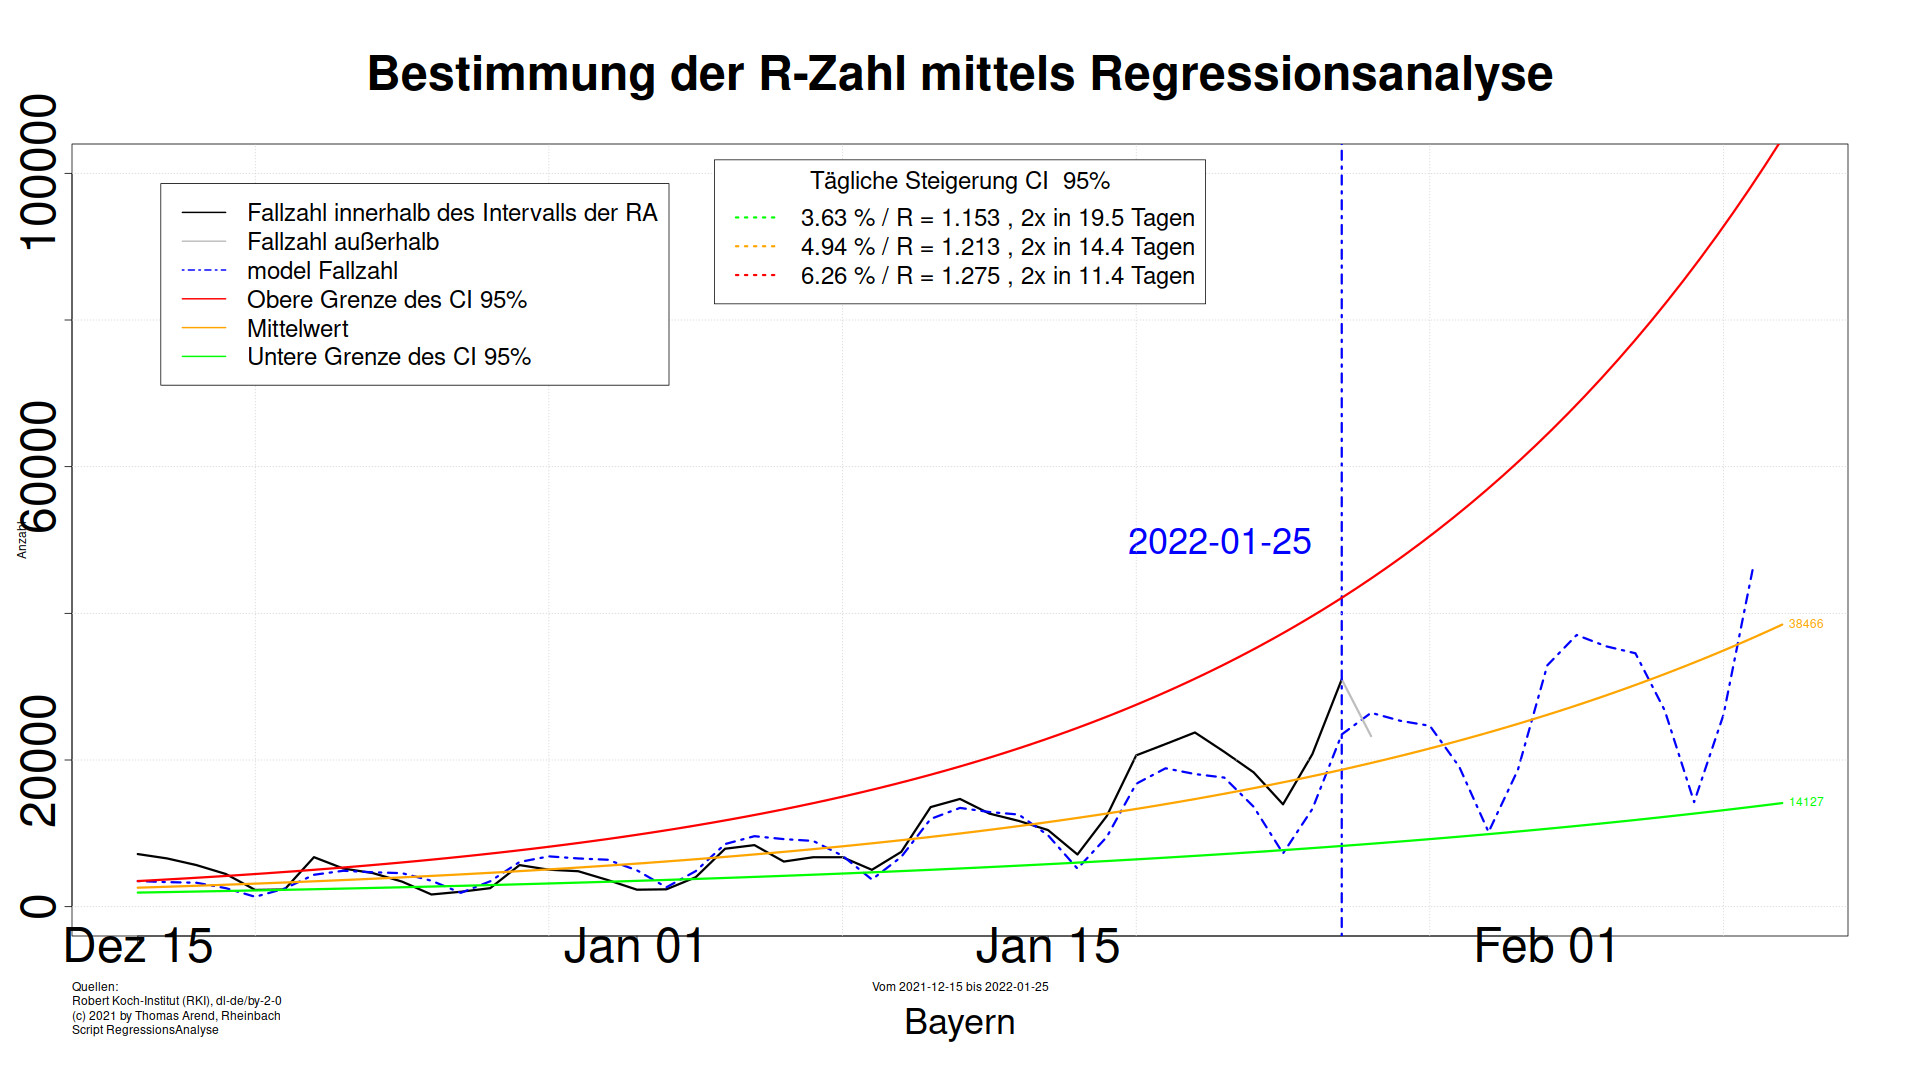 Bestimmung der R-Zahl mittels Regressionsanalyse
100000
60000
20000
0
Anzahl
Fallzahl innerhalb des Intervalls der RA
Fallzahl außerhalb
model Fallzahl
Obere Grenze des CI 95%
Mittelwert
Untere Grenze des CI 95%
Tägliche Steigerung CI  95%
3.63 % / R = 1.153 , 2x in 19.5 Tagen
4.94 % / R = 1.213 , 2x in 14.4 Tagen
6.26 % / R = 1.275 , 2x in 11.4 Tagen
2022-01-25
38466
14127
Dez 15
Jan 01
Jan 15
Feb 01
Quellen:
Robert Koch-Institut (RKI), dl-de/by-2-0
(c) 2021 by Thomas Arend, Rheinbach
Script RegressionsAnalyse
Vom 2021-12-15 bis 2022-01-25
Bayern